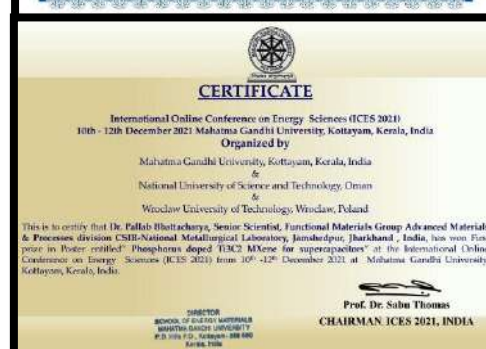 CERTIFICATE
International Online Conference on Energy Sciences (ICES 2021)
10th - 12th December 2021 Mahatma Gandhi University, Kottayam, Kerala, India
Organized by
Mahatma Gandhi University, Kottayam, Kerala, India
&
National University of Science and Technology, Oman
&
Wroclaw University of Technology, Wroclaw, Poland
This is to certify that Dr. Pallab Bhattacharya, Senior Scientist, Functional Materials Group Advanced Materials
& Processes division CSIR-National Metallurgical Laboratory, Jamshedpur, Jharkhand , India, has won First
prize in Poster entitled" Phosphorus doped Ti3C2 MXene for supercapacitors" at the International Online
Conference on Energy Sciences (ICES 2021) from 10th -12th December 2021 at Mahatma Gandhi University,
Kottayam, Kerala, India.
Prof. Dr. Sabu Thomas
CHAIRMAN ICES 2021, INDIA
DIRECTOR
SCHOOL OF ENERGY MATERIALS
MAHATMA GANDHI UNIVERSITY
P.D. Hills P.O., Kottayam - 686 560
Kerala, India